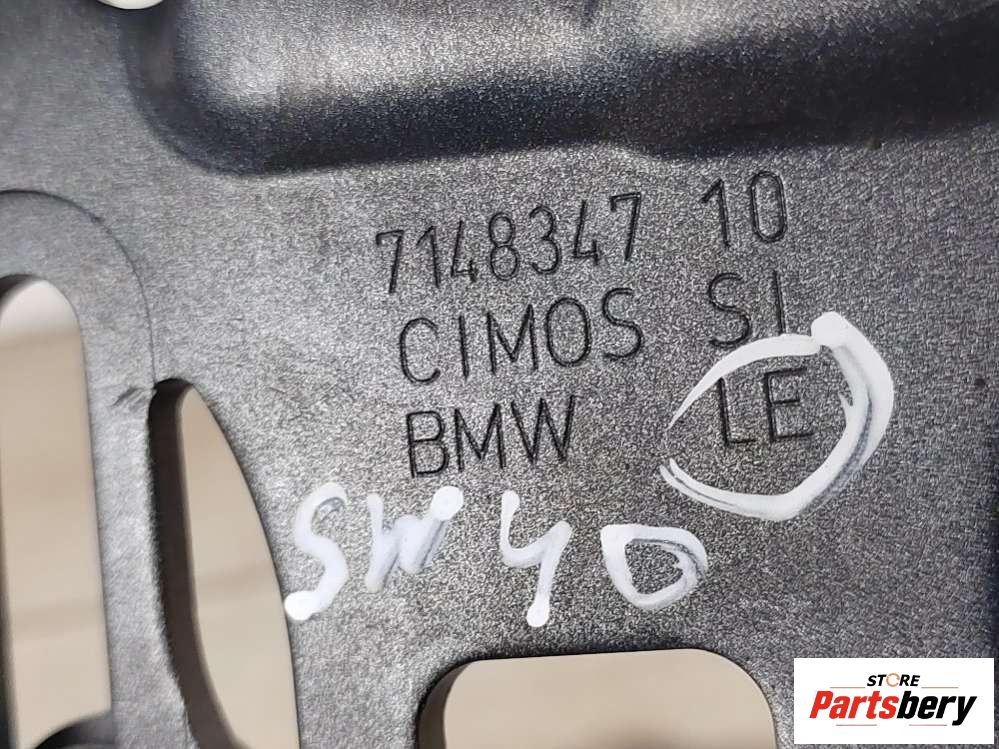 7148347 10
CIMOS SI
BMW LE
SW 40
STORE
Partsbery